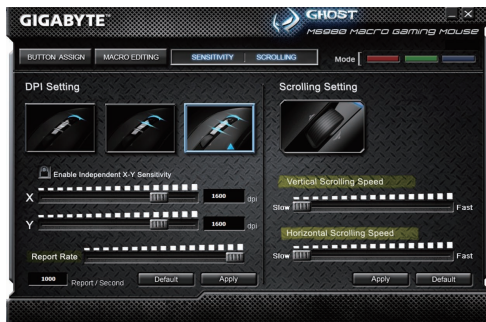 GIGABYTE™
GHOST
M6980 Macro Gaming Mouse
BUTTON ASSIGN MACRO EDITING SENSITIVITY SCROLLING Mode
DPI Setting
Enable Independent X-Y Sensitivity
X 1600 dpi
Y 1600 dpi
Report Rate
1000 Report / Second Default Apply
Scrolling Setting
Vertical Scrolling Speed
Slow Fast
Horizontal Scrolling Speed
Slow Fast
Apply Default